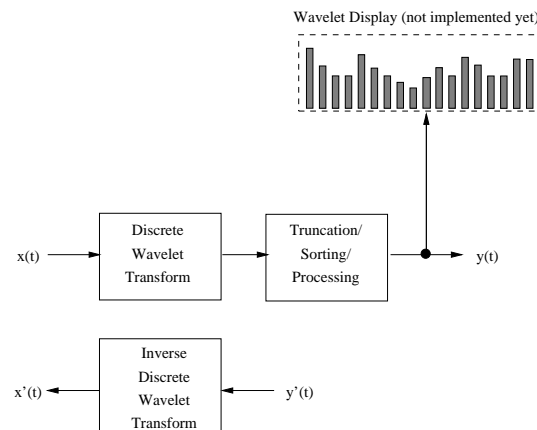 Wavelet Display (not implemented yet)
x(t)
Discrete
Wavelet
Transform
Truncation/
Sorting/
Processing
y(t)
x'(t)
Inverse
Discrete
Wavelet
Transform
y'(t)